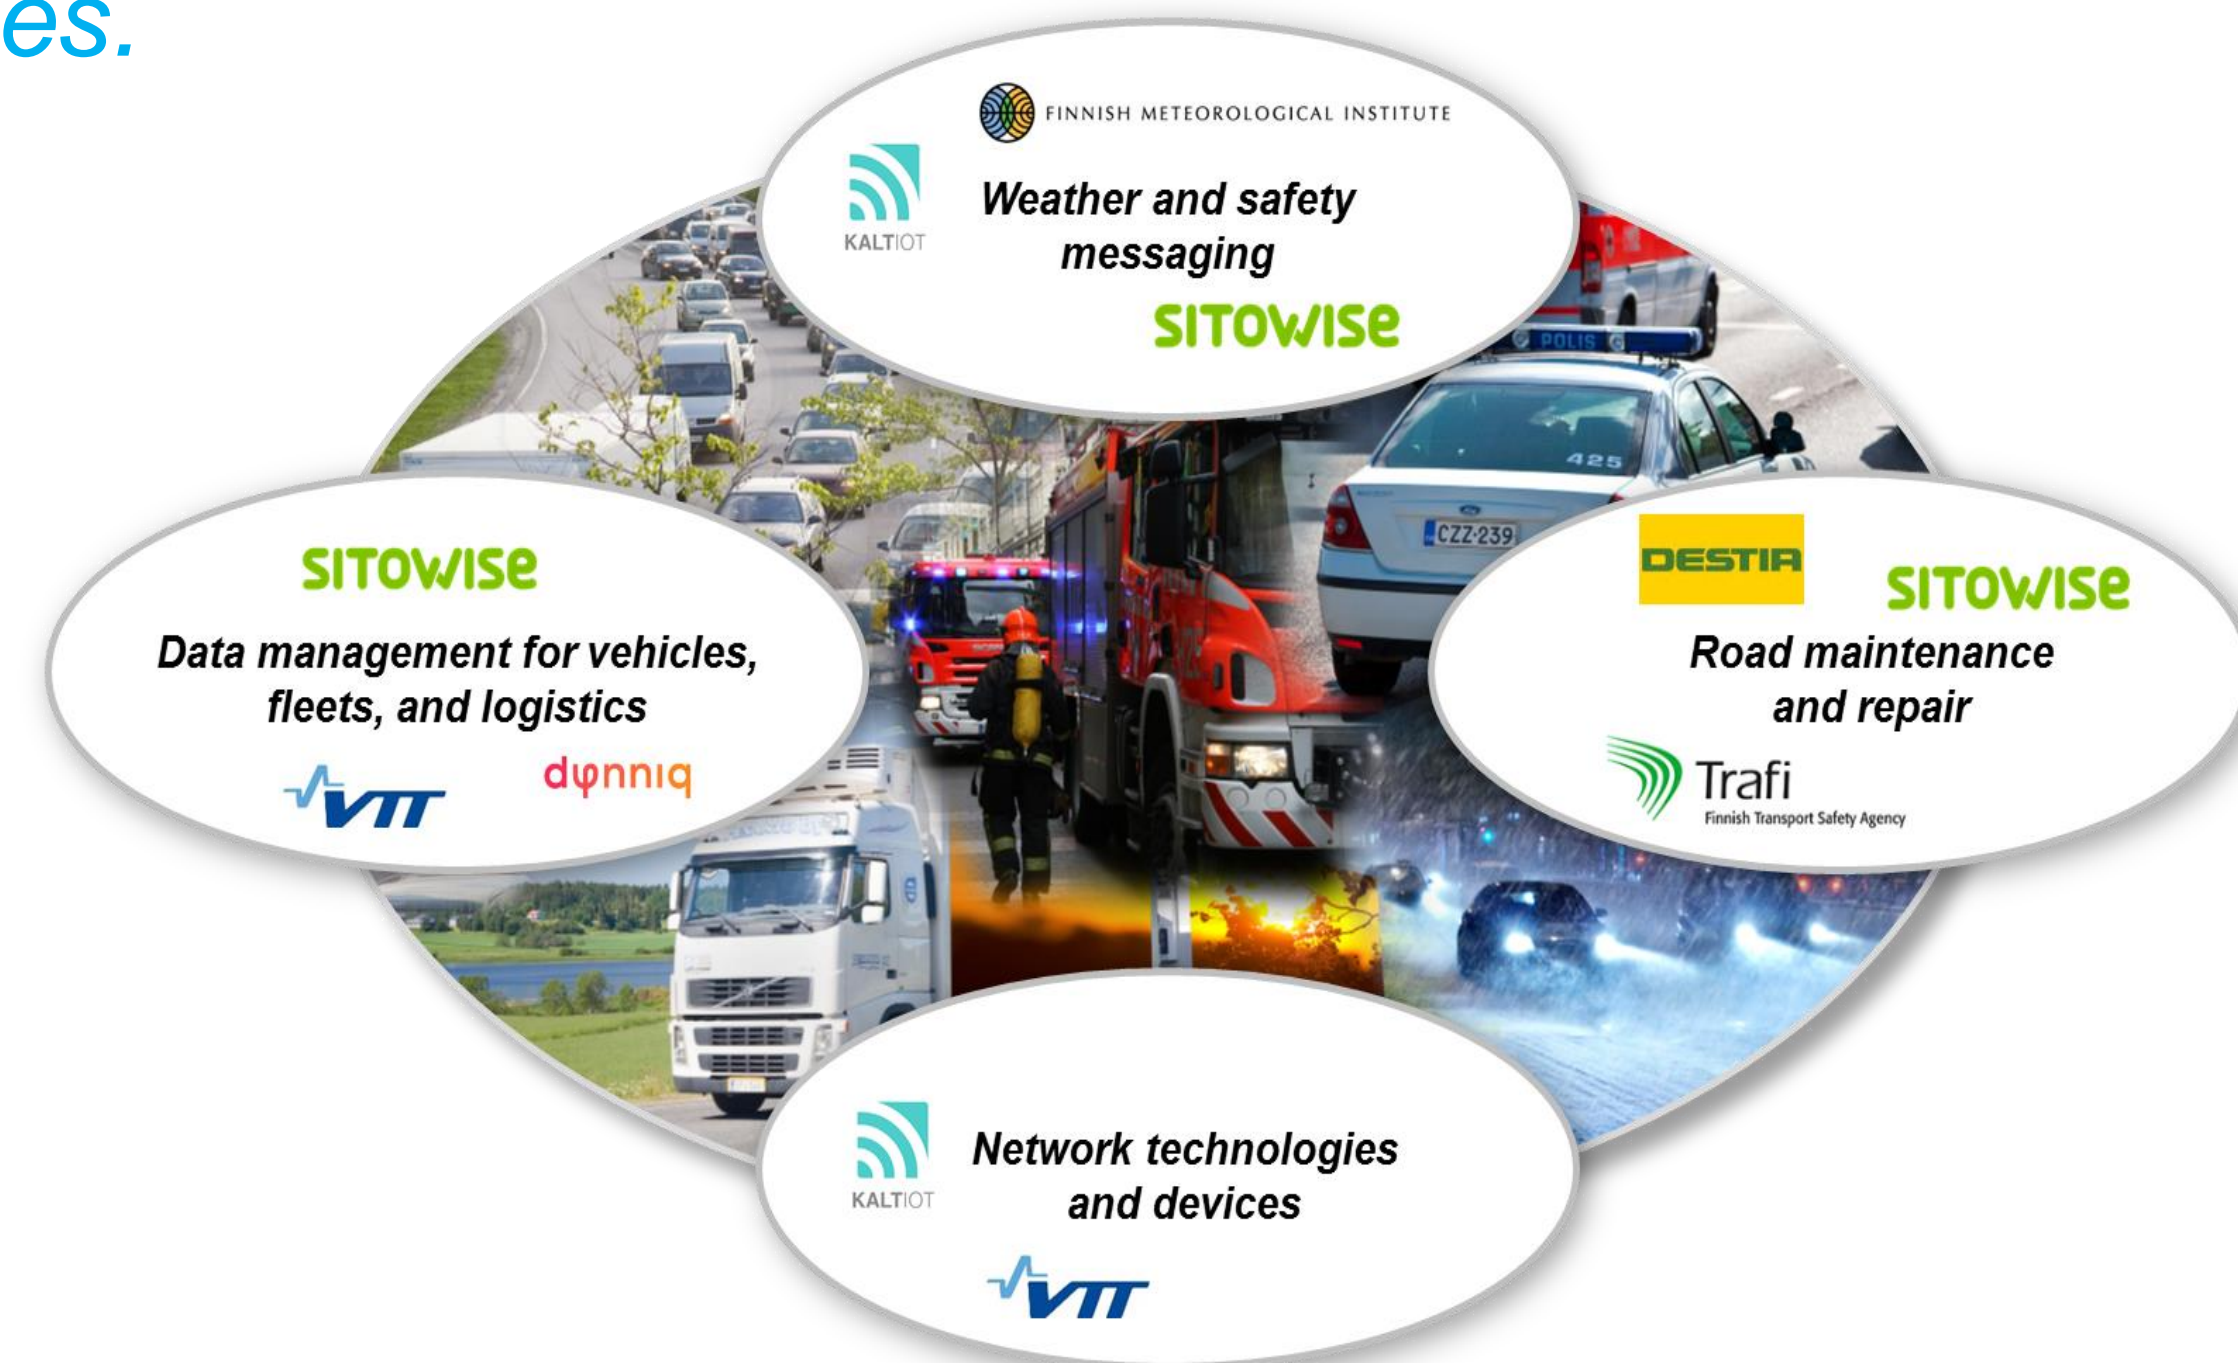 es.
FINNISH METEOROLOGICAL INSTITUTE
KALTIOT
Weather and safety
messaging
SITOWISE
POLIS
425
CZZ-239
SITOWISE
Data management for vehicles,
fleets, and logistics
VTT
dynniq
DESTIA
SITOWISE
Road maintenance
and repair
Trafi
Finnish Transport Safety Agency
KALTIOT
Network technologies
and devices
VTT